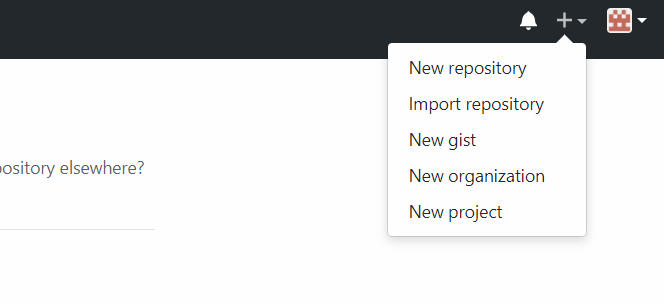 New repository
Import repository
pository elsewhere?
New gist
New organization
New project